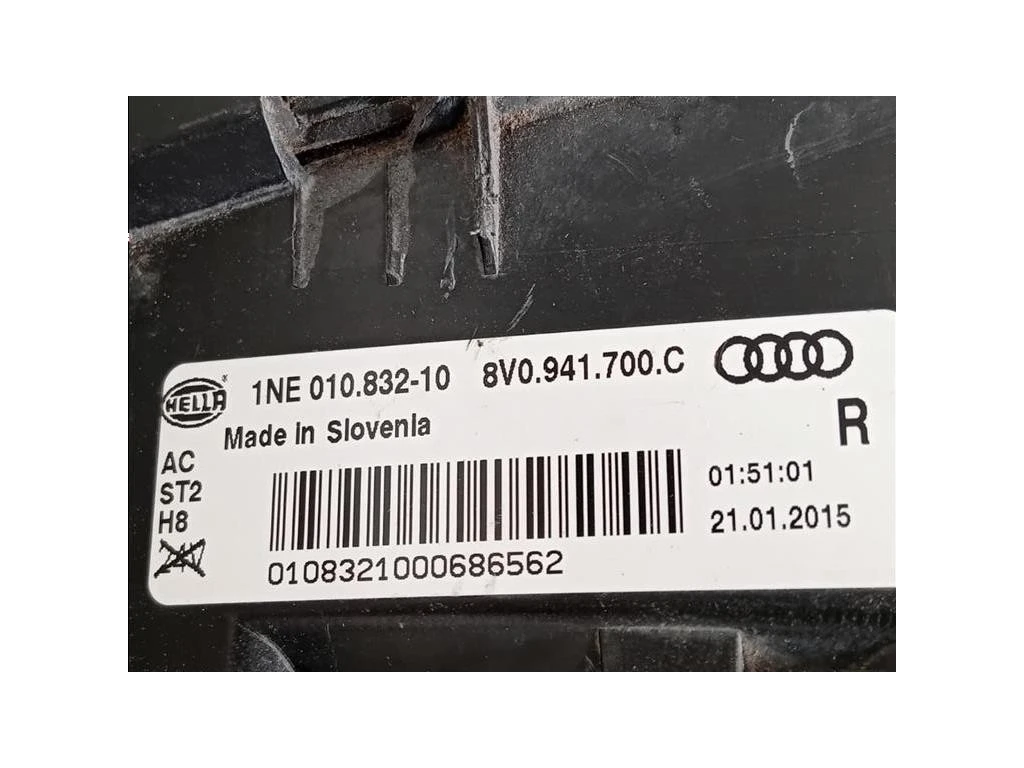 HELLA ® 1NE 010.832-10 8V0.941.700.C
Made in Slovenia
R
AC
ST2
H8
24V
01:51:01
21.01.2015
0108321000686562